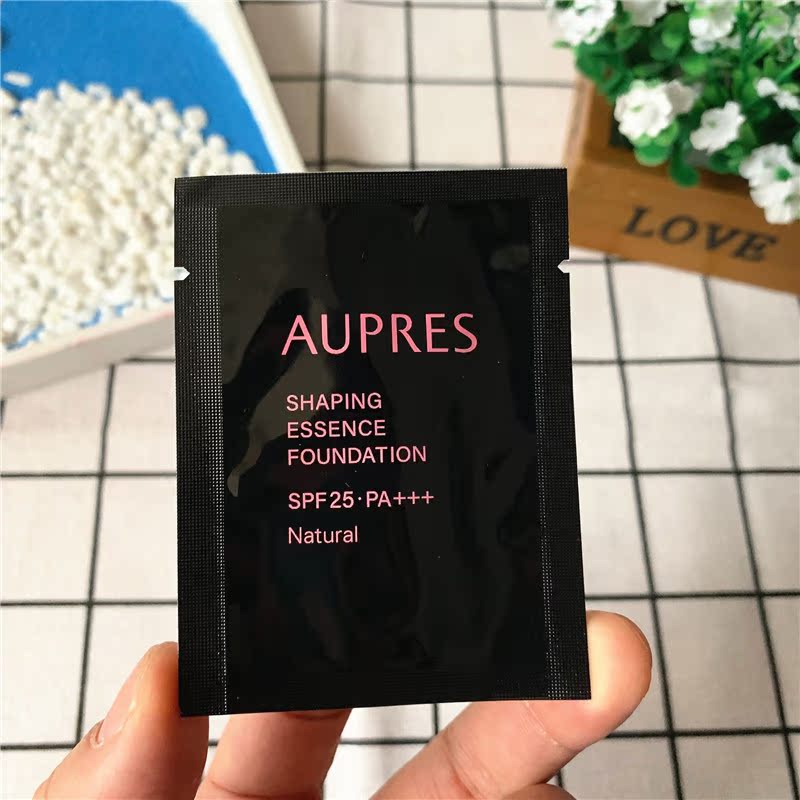 LOVE
AUPRES
SHAPING
ESSENCE
FOUNDATION
SPF25·PA+++
Natural